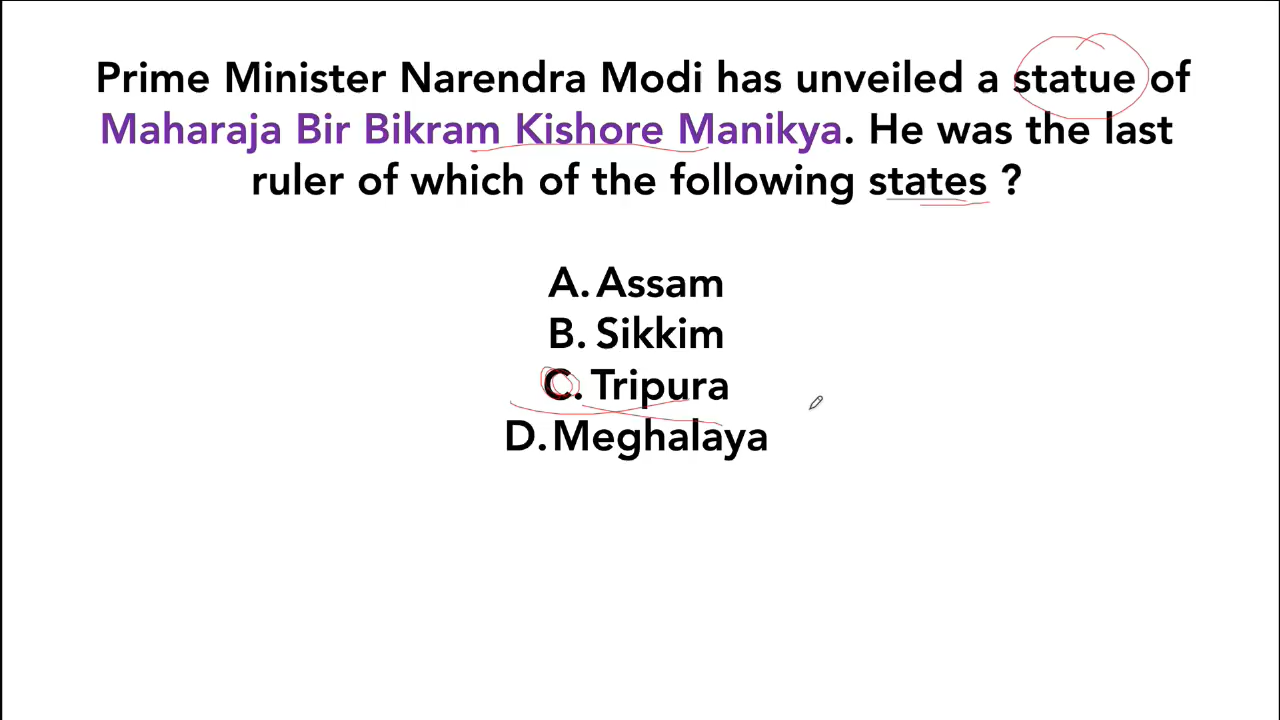 Prime Minister Narendra Modi has unveiled a statue of
Maharaja Bir Bikram Kishore Manikya. He was the last
ruler of which of the following states ?
A. Assam
B. Sikkim
C. Tripura
D. Meghalaya